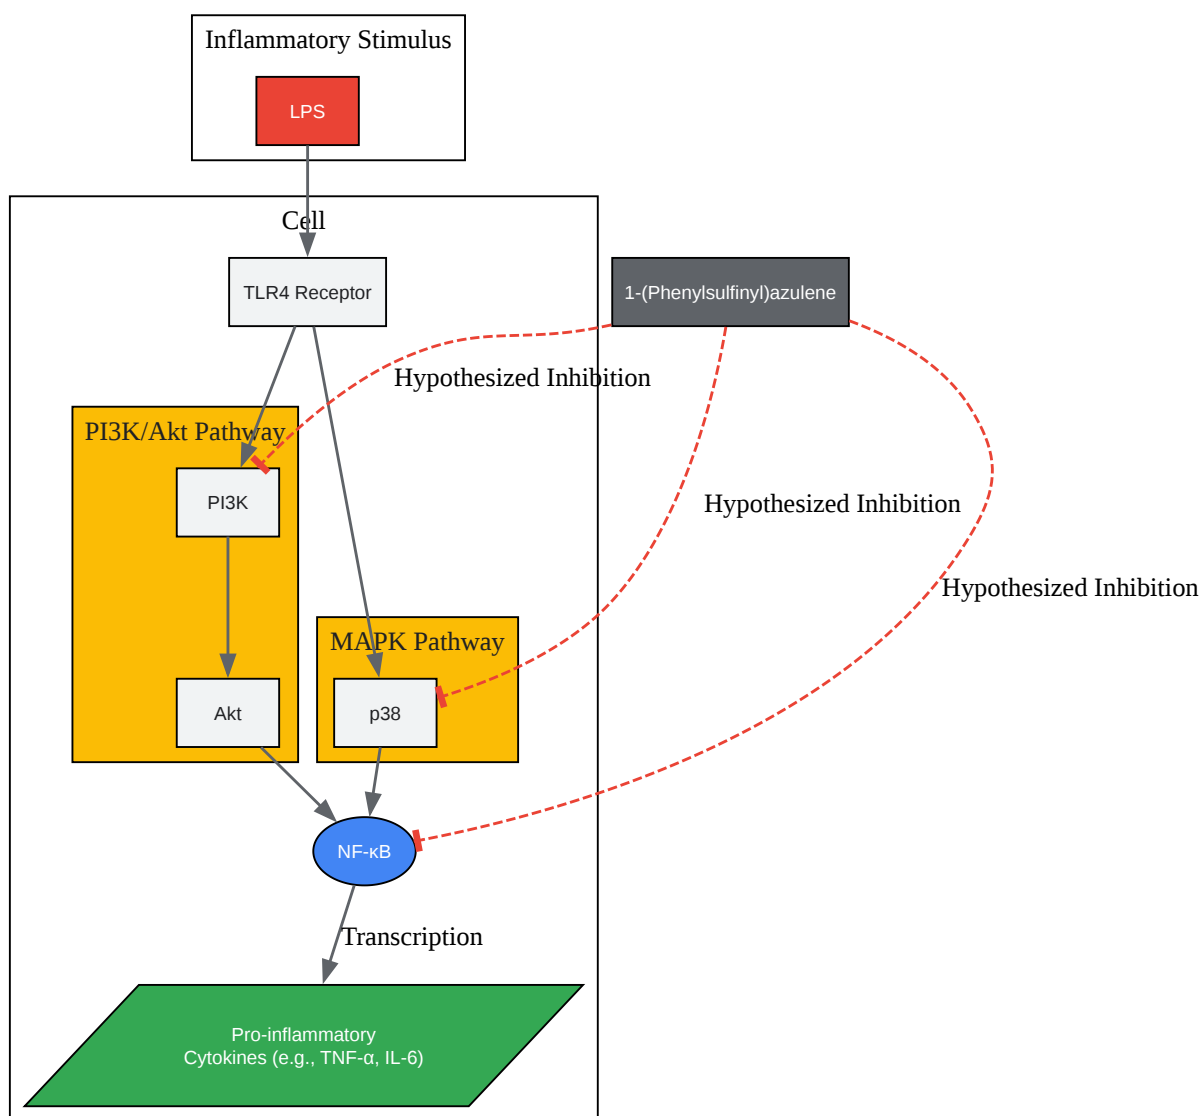 Inflammatory Stimulus
LPS
Cell
TLR4 Receptor
1-(Phenylsulfinyl)azulene
Hypothesized Inhibition
PI3K/Akt Pathway
PI3K
Hypothesized Inhibition
Hypothesized Inhibition
MAPK Pathway
Akt
p38
NF-κB
Transcription
Pro-inflammatory
Cytokines (e.g., TNF-α, IL-6)